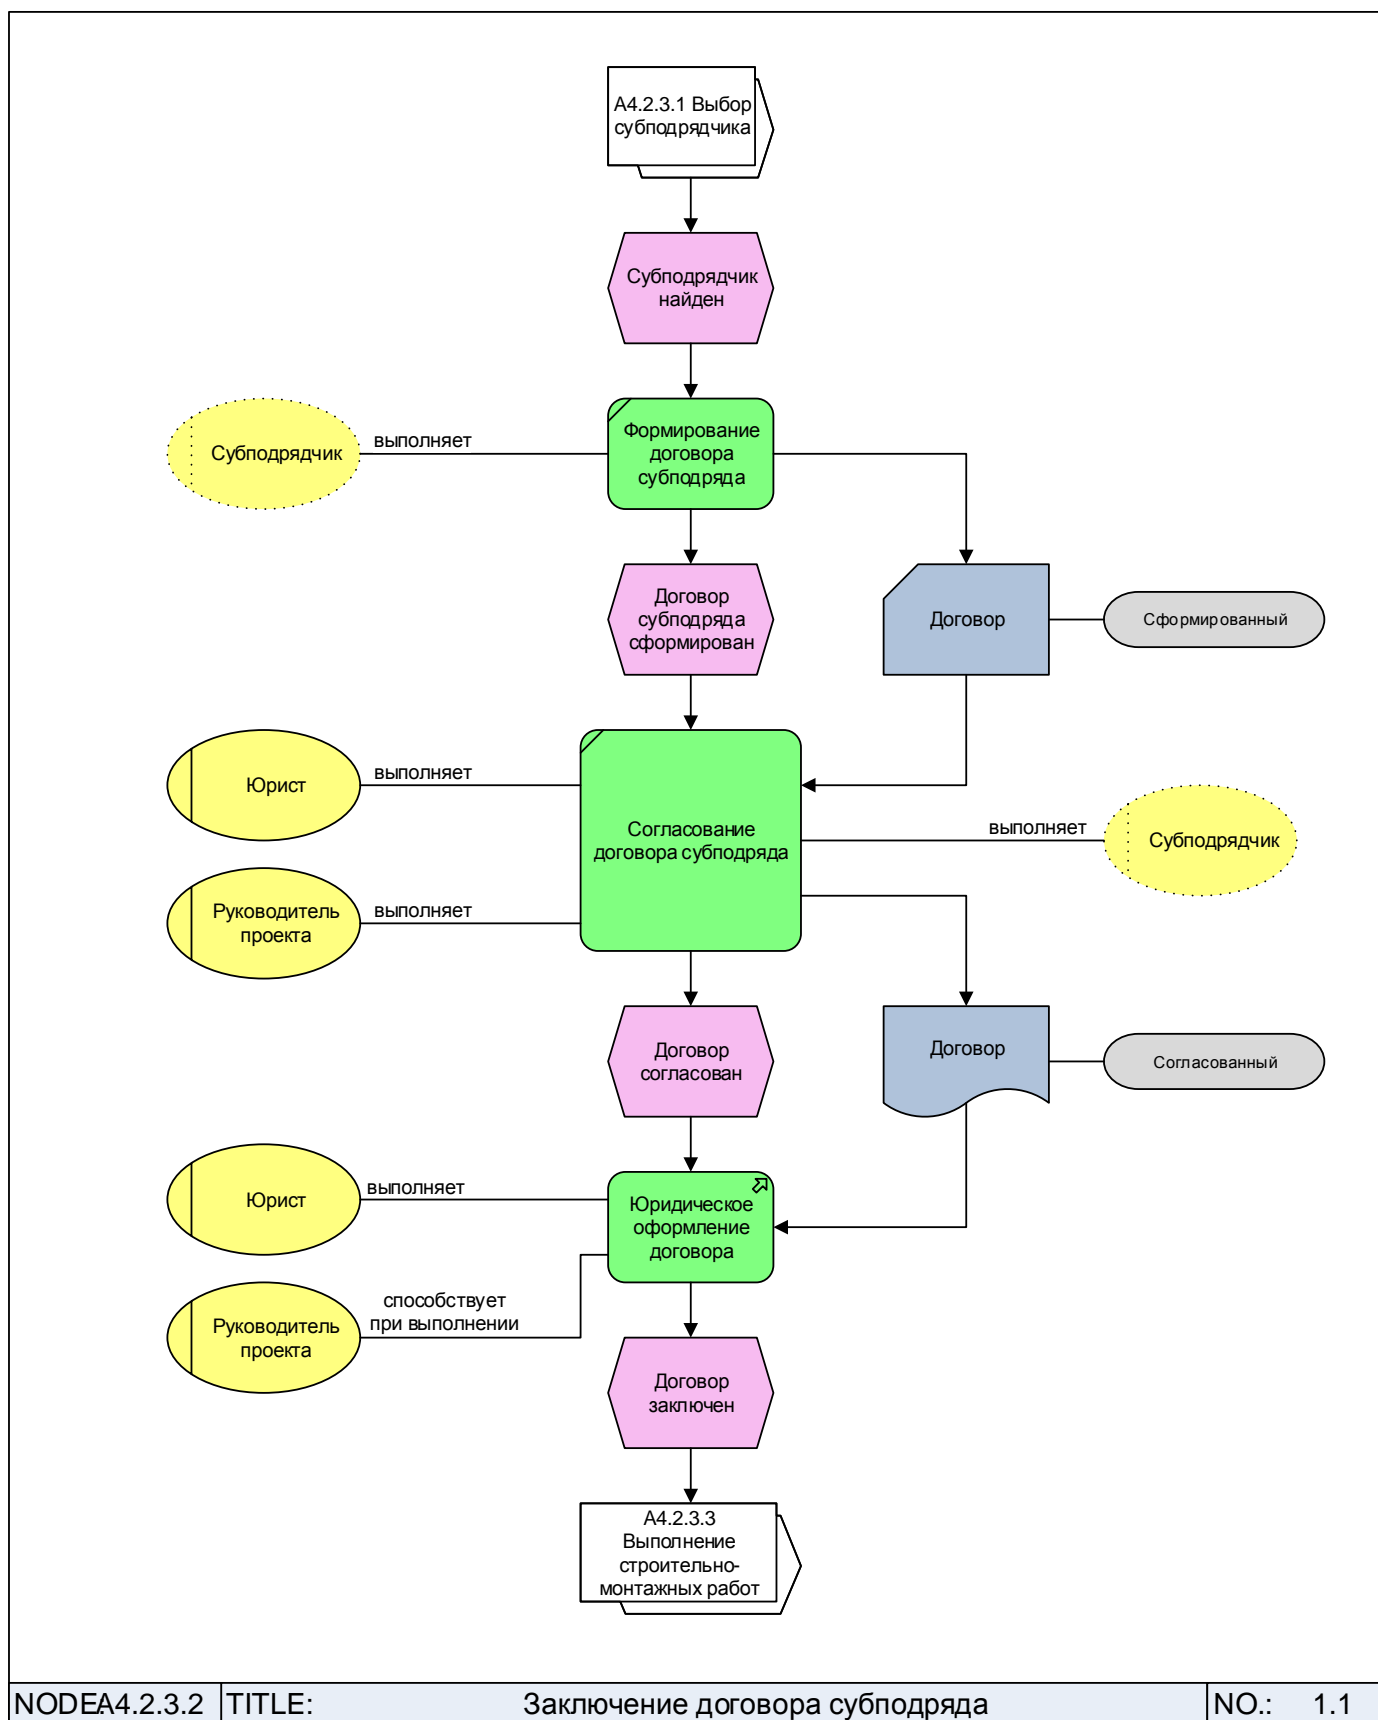 А4.2.3.1 Выбор
субподрядчика
Субподрядчик
найден
Субподрядчик
выполняет
Формирование
договора
субподряда
Договор
субподряда
сформирован
Договор
Сформированный
Юрист
выполняет
Согласование
договора субподряда
выполняет
Субподрядчик
Руководитель
проекта
выполняет
Договор
согласован
Договор
Согласованный
Юрист
выполняет
Юридическое
оформление
договора
Руководитель
проекта
способствует
при выполнении
Договор
заключен
А4.2.3.3
Выполнение
строительно-
монтажных работ
NODE:A4.2.3.2 TITLE: Заключение договора субподряда NO.: 1.1